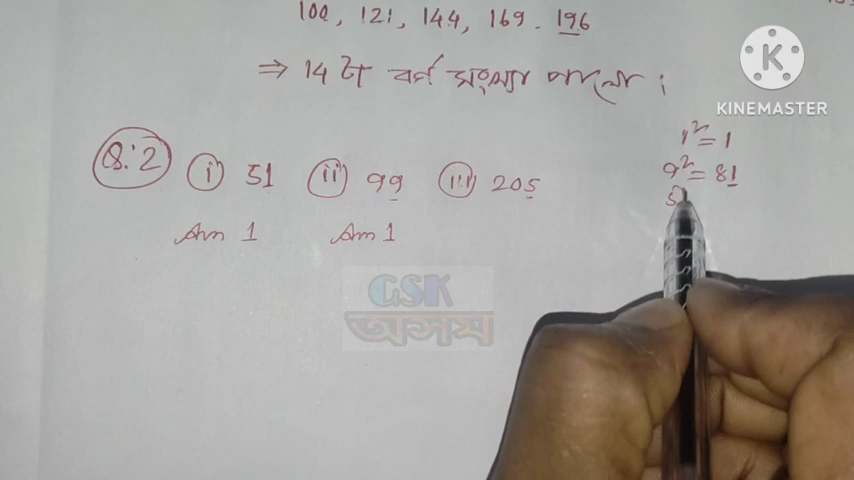 100, 121, 144, 169 196
⇒ 14 টা বৰ্গ সংখ্যা পালো।
KINEMASTER
1² = 1
Q.2 i 51 ii 99 iii 205
9² = 81
5
Ans 1 Ans 1
GSK
অসম